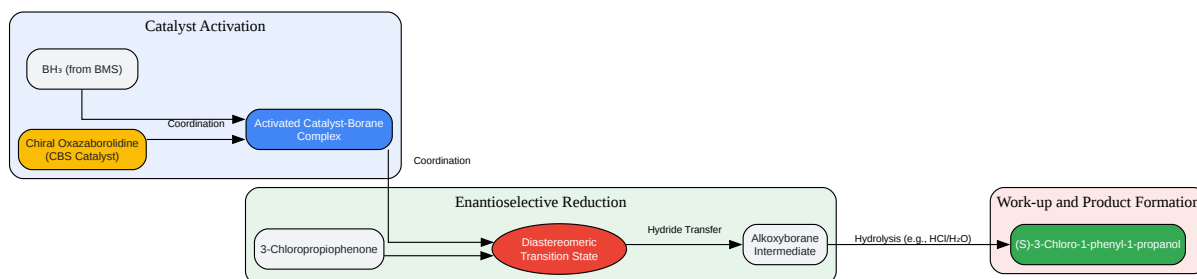 Catalyst Activation
BH₃ (from BMS)
Coordination
Chiral Oxazaborolidine
(CBS Catalyst)
Activated Catalyst-Borane
Complex
Coordination
Enantioselective Reduction
3-Chloropropiophenone
Diastereomeric
Transition State
Hydride Transfer
Alkoxyborane
Intermediate
Hydrolysis (e.g., HCl/H₂O)
Work-up and Product Formation
(S)-3-Chloro-1-phenyl-1-propanol